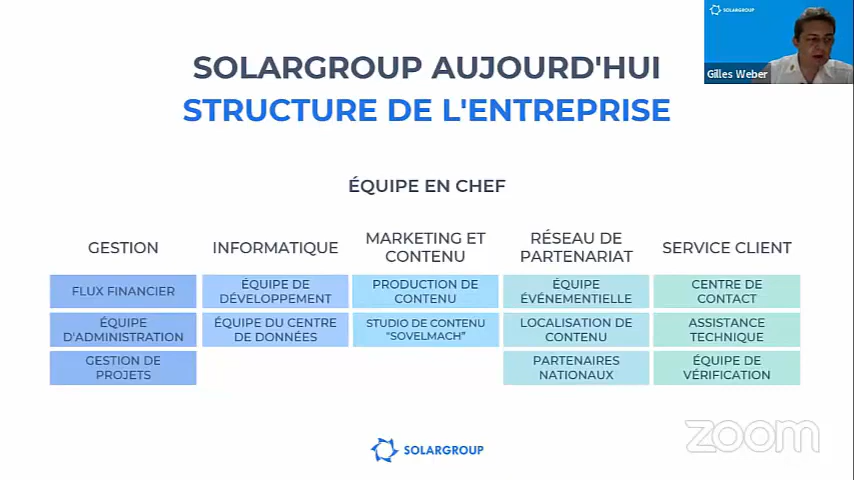 SOLARGROUP
Gilles Weber
SOLARGROUP AUJOURD'HUI
STRUCTURE DE L'ENTREPRISE
ÉQUIPE EN CHEF
GESTION
FLUX FINANCIER
ÉQUIPE
D'ADMINISTRATION
GESTION DE
PROJETS
INFORMATIQUE
ÉQUIPE DE
DÉVELOPPEMENT
ÉQUIPE DU CENTRE
DE DONNÉES
MARKETING ET
CONTENU
PRODUCTION DE
CONTENU
STUDIO DE CONTENU
“SOVELMACH”
RÉSEAU DE
PARTENARIAT
ÉQUIPE
ÉVÉNEMENTIELLE
LOCALISATION DE
CONTENU
PARTENAIRES
NATIONAUX
SERVICE CLIENT
CENTRE DE
CONTACT
ASSISTANCE
TECHNIQUE
ÉQUIPE DE
VÉRIFICATION
SOLARGROUP
zoom